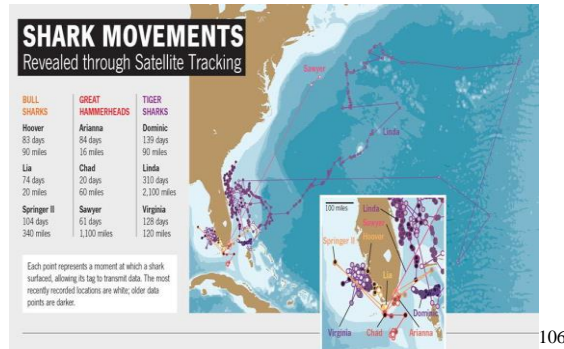 SHARK MOVEMENTS
Revealed through Satellite Tracking
BULL
SHARKS
Hoover
83 days
90 miles
Lia
74 days
20 miles
Springer II
104 days
340 miles
GREAT
HAMMERHEADS
Arianna
84 days
16 miles
Chad
20 days
60 miles
Sawyer
61 days
1,100 miles
TIGER
SHARKS
Dominic
139 days
90 miles
Linda
310 days
2,100 miles
Virginia
128 days
120 miles
Each point represents a moment at which a shark
surfaced, allowing its tag to transmit data. The most
recently recorded locations are white; older data
points are darker.
Sawyer
Linda
100 miles
Linda
Sawyer
Springer II
Hoover
Lia
Dominic
Virginia
Chad
Arianna
106